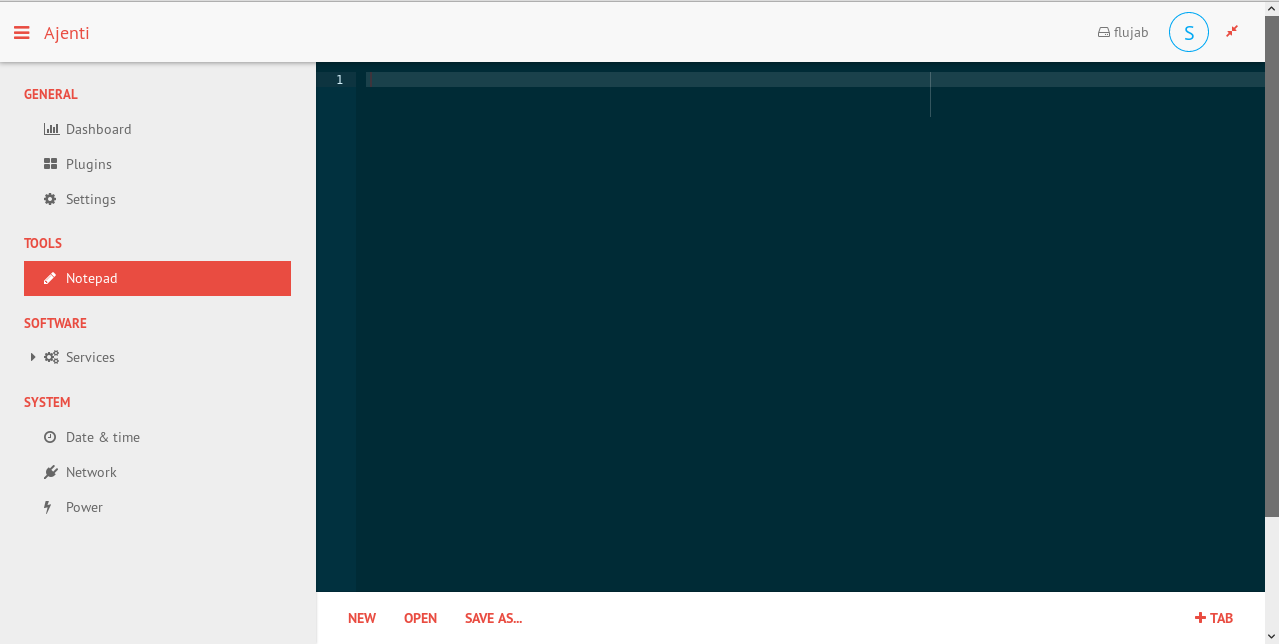 Ajenti
flujab
S
GENERAL
Dashboard
Plugins
Settings
TOOLS
Notepad
SOFTWARE
Services
SYSTEM
Date & time
Network
Power
1
NEW OPEN SAVE AS... TAB